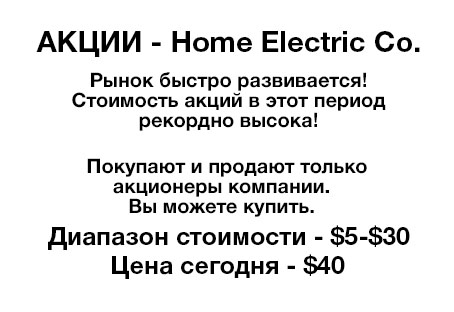 АКЦИИ - Home Electric Co.
Рынок быстро развивается!
Стоимость акций в этот период
рекордно высока!
Покупают и продают только
акционеры компании.
Вы можете купить.
Диапазон стоимости - $5-$30
Цена сегодня - $40